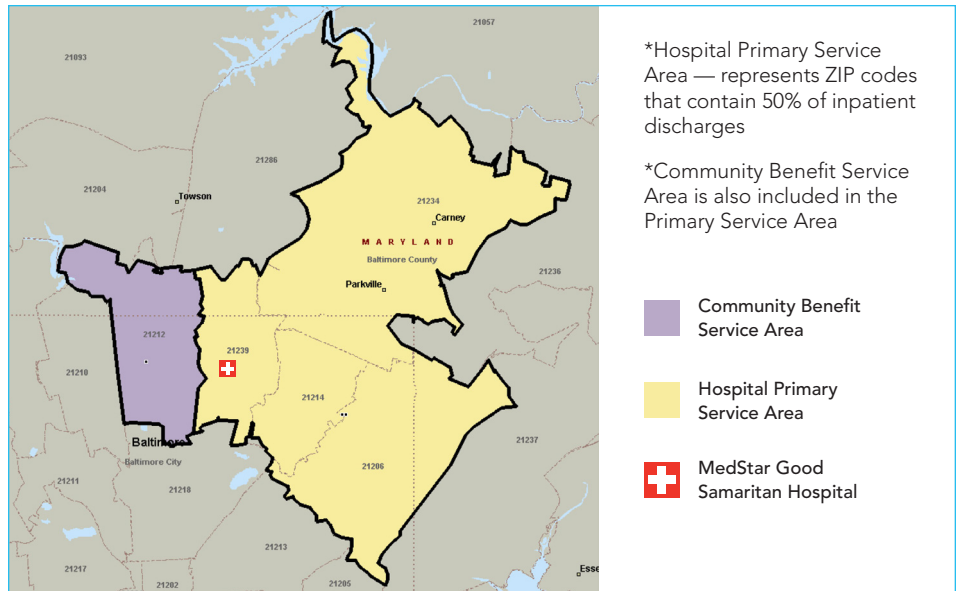 21057
21093
21286
21204
Towson
21234
Carney
MARYLAND
Baltimore County
21236
Parkville
21212
21239
21210
21214
21237
Baltimore
Baltimore City
21206
21211
21218
21213
21217
21202
21205
Esse
*Hospital Primary Service
Area — represents ZIP codes
that contain 50% of inpatient
discharges
*Community Benefit Service
Area is also included in the
Primary Service Area
Community Benefit
Service Area
Hospital Primary
Service Area
MedStar Good
Samaritan Hospital